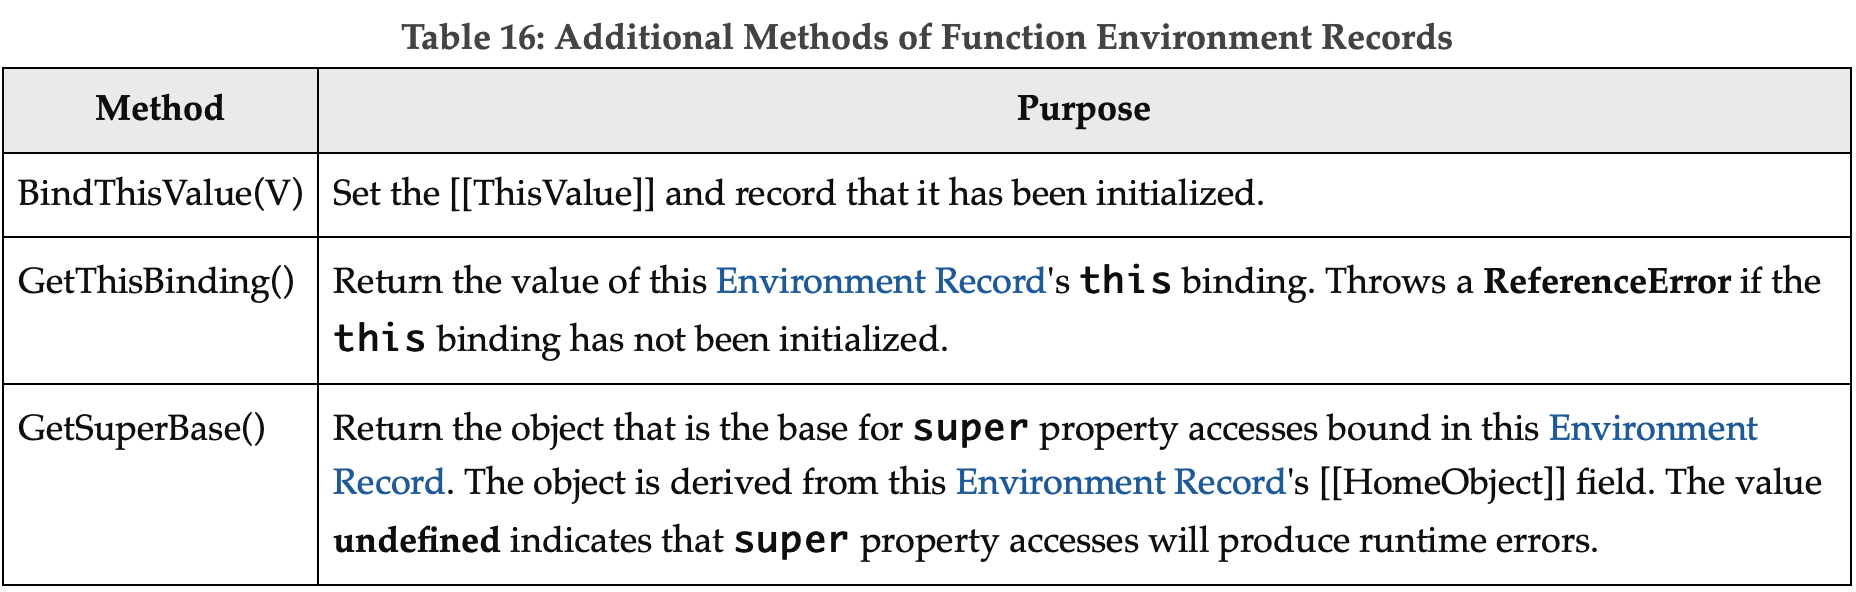 Table 16: Additional Methods of Function Environment Records
Method
Purpose
BindThisValue(V)
Set the [[ThisValue]] and record that it has been initialized.
GetThisBinding()
Return the value of this Environment Record's this binding. Throws a ReferenceError if the
this binding has not been initialized.
GetSuperBase()
Return the object that is the base for super property accesses bound in this Environment
Record. The object is derived from this Environment Record's [[HomeObject]] field. The value
undefined indicates that super property accesses will produce runtime errors.